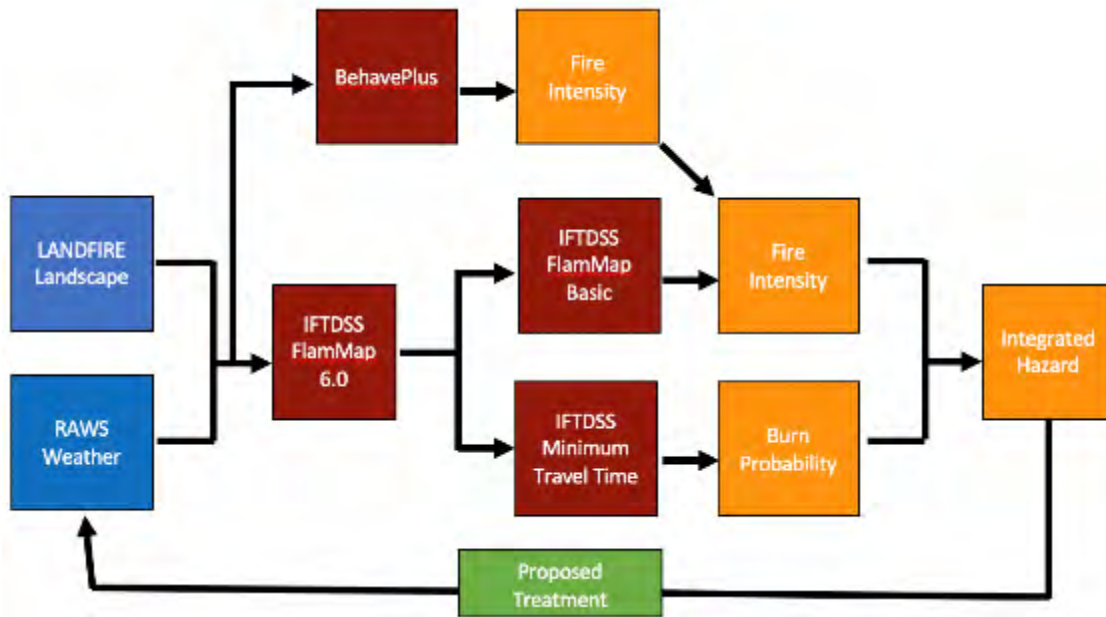 BehavePlus
Fire
Intensity
LANDFIRE
Landscape
IFTDSS
FlamMap
Basic
Fire
Intensity
IFTDSS
FlamMap
6.0
Integrated
Hazard
RAWS
Weather
IFTDSS
Minimum
Travel Time
Burn
Probability
Proposed
Treatment